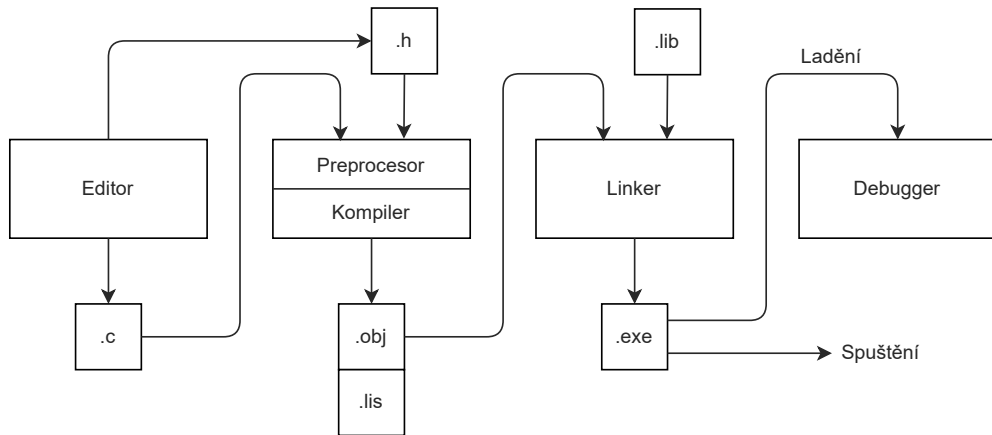 .h
.lib
Ladění
Editor
Preprocesor
Kompiler
Linker
Debugger
.c
.obj
.lis
.exe
Spuštění